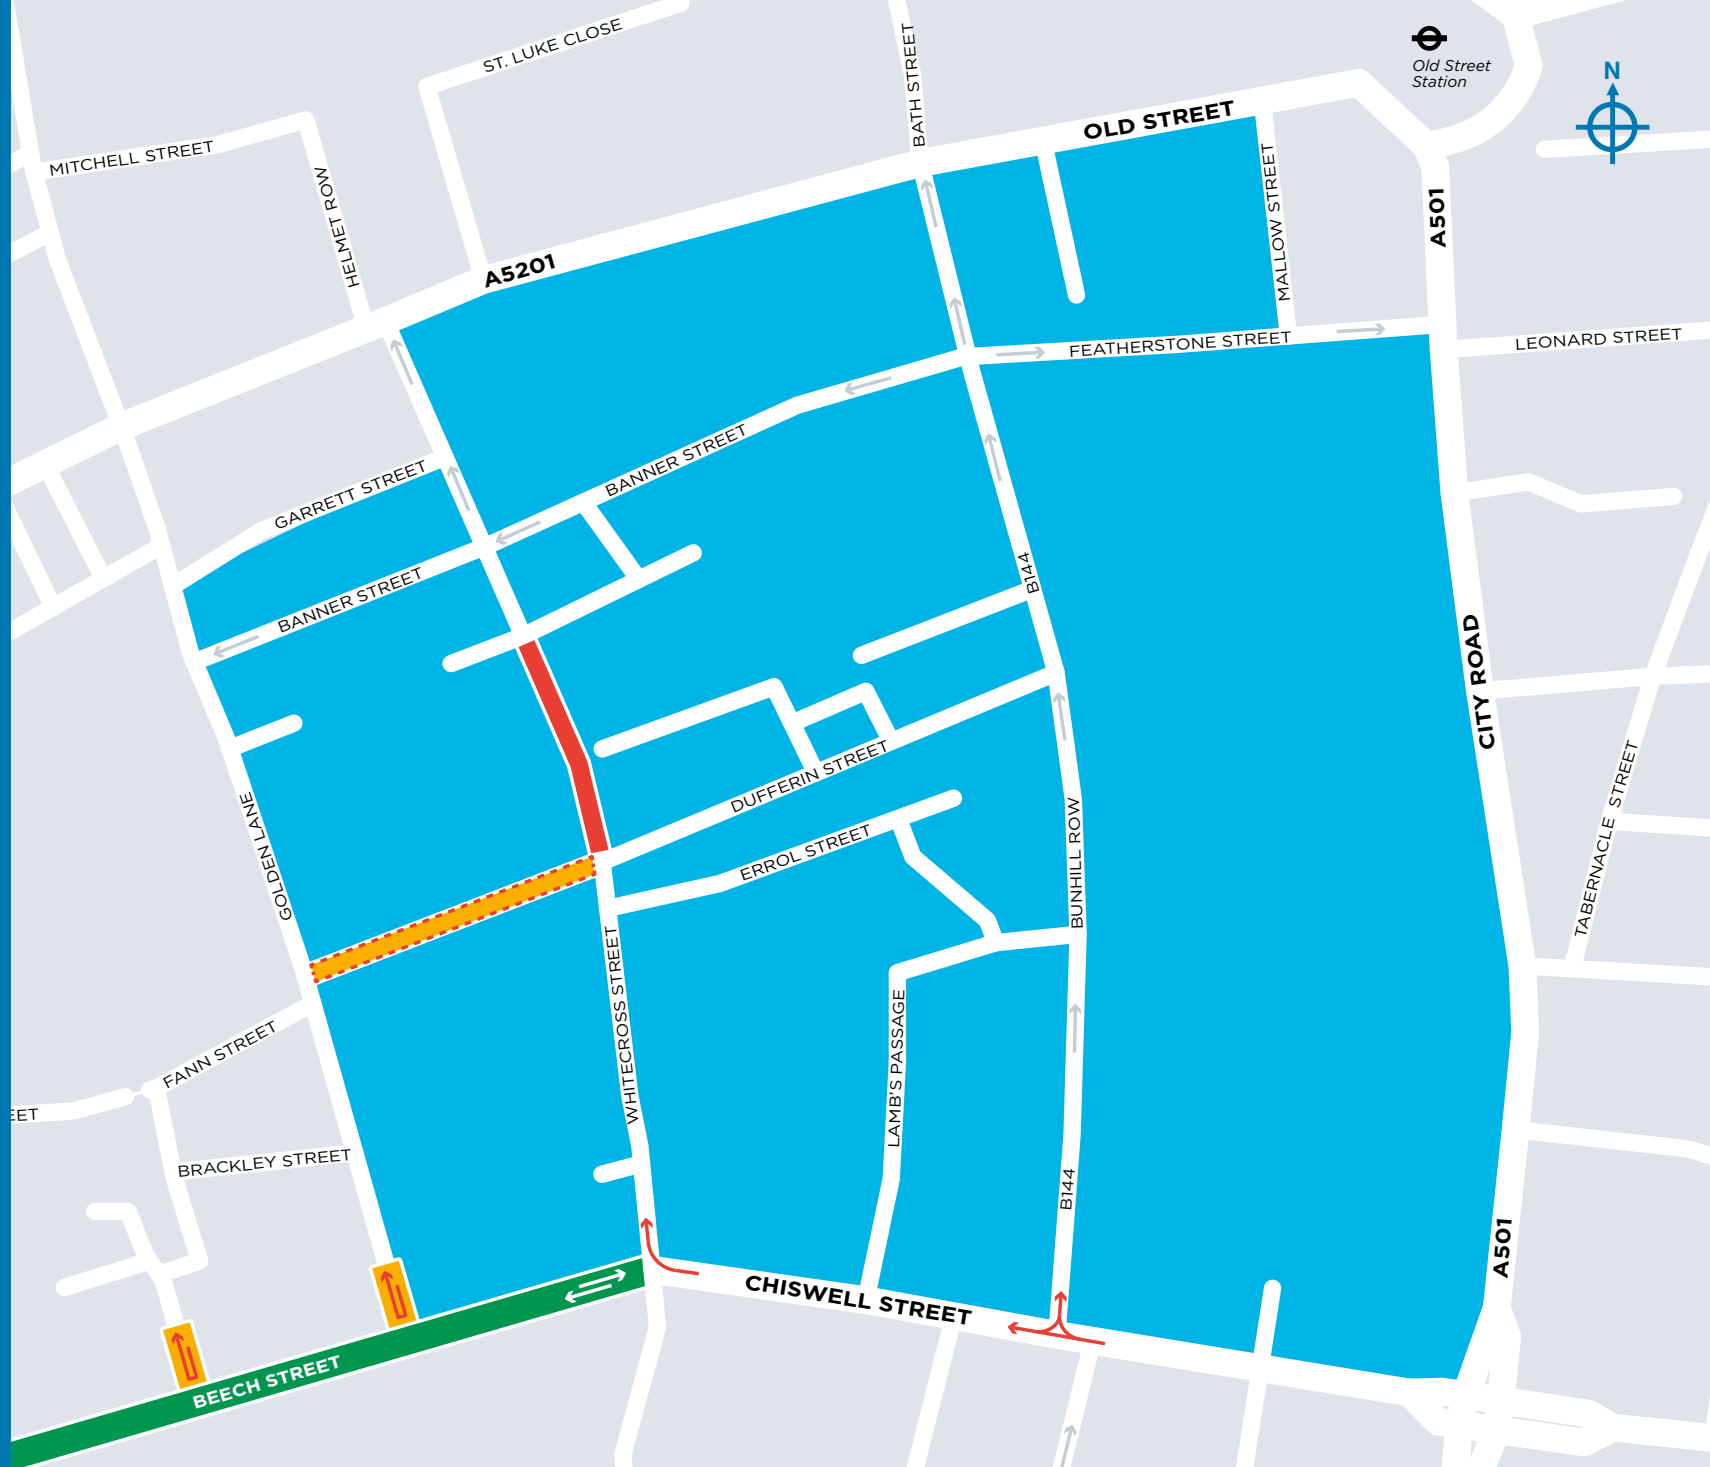 ST. LUKE CLOSE
BATH STREET
Old Street
Station
N
OLD STREET
MITCHELL STREET
HELMET ROW
MALLOW STREET
A501
A5201
FEATHERSTONE STREET
LEONARD STREET
GARRETT STREET
BANNER STREET
BANNER STREET
B144
CITY ROAD
DUFFERIN STREET
TABERNACLE STREET
GOLDEN LANE
ERROL STREET
BUNHILL ROW
WHITECROSS STREET
LAMB'S PASSAGE
FANN STREET
EET
BRACKLEY STREET
B144
A501
CHISWELL STREET
BEECH STREET